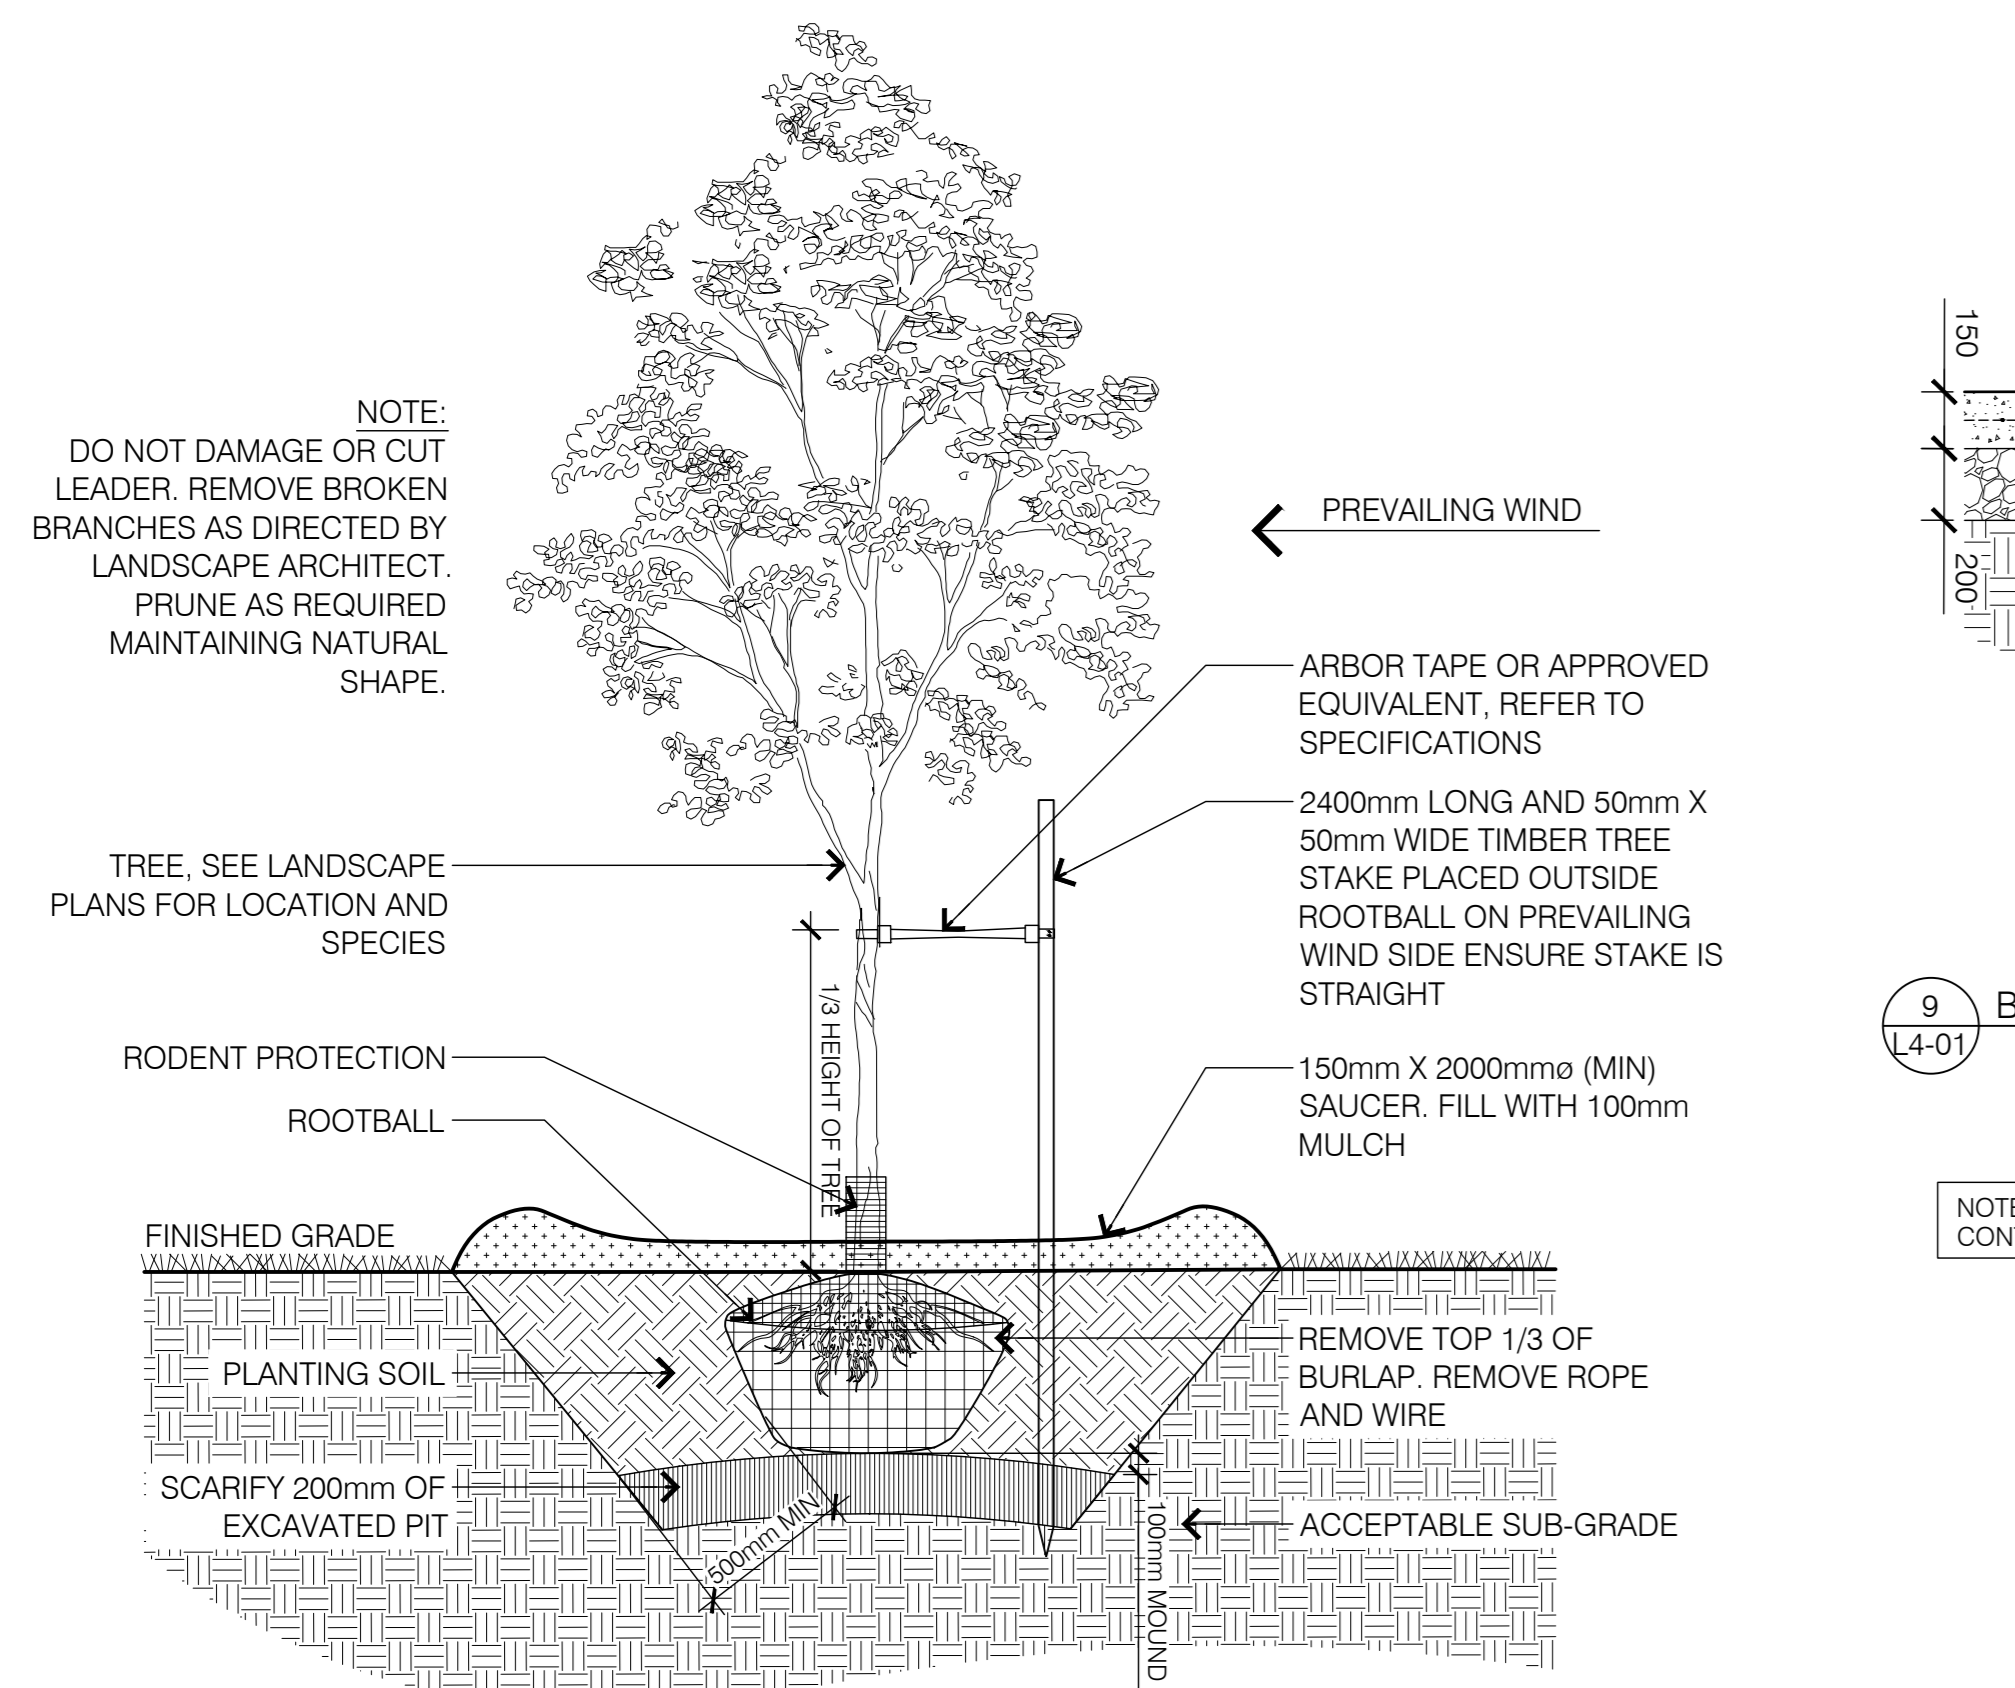 NOTE:
DO NOT DAMAGE OR CUT
LEADER. REMOVE BROKEN
BRANCHES AS DIRECTED BY
LANDSCAPE ARCHITECT.
PRUNE AS REQUIRED
MAINTAINING NATURAL
SHAPE.
TREE, SEE LANDSCAPE
PLANS FOR LOCATION AND
SPECIES
RODENT PROTECTION
ROOTBALL
FINISHED GRADE
PLANTING SOIL
SCARIFY 200mm OF
EXCAVATED PIT
1/3 HEIGHT OF TREE
500mm MIN
100mm MOUND
PREVAILING WIND
ARBOR TAPE OR APPROVED
EQUIVALENT, REFER TO
SPECIFICATIONS
2400mm LONG AND 50mm X
50mm WIDE TIMBER TREE
STAKE PLACED OUTSIDE
ROOTBALL ON PREVAILING
WIND SIDE ENSURE STAKE IS
STRAIGHT
150mm X 2000mmø (MIN)
SAUCER. FILL WITH 100mm
MULCH
REMOVE TOP 1/3 OF
BURLAP. REMOVE ROPE
AND WIRE
ACCEPTABLE SUB-GRADE
150
200
9
L4-01